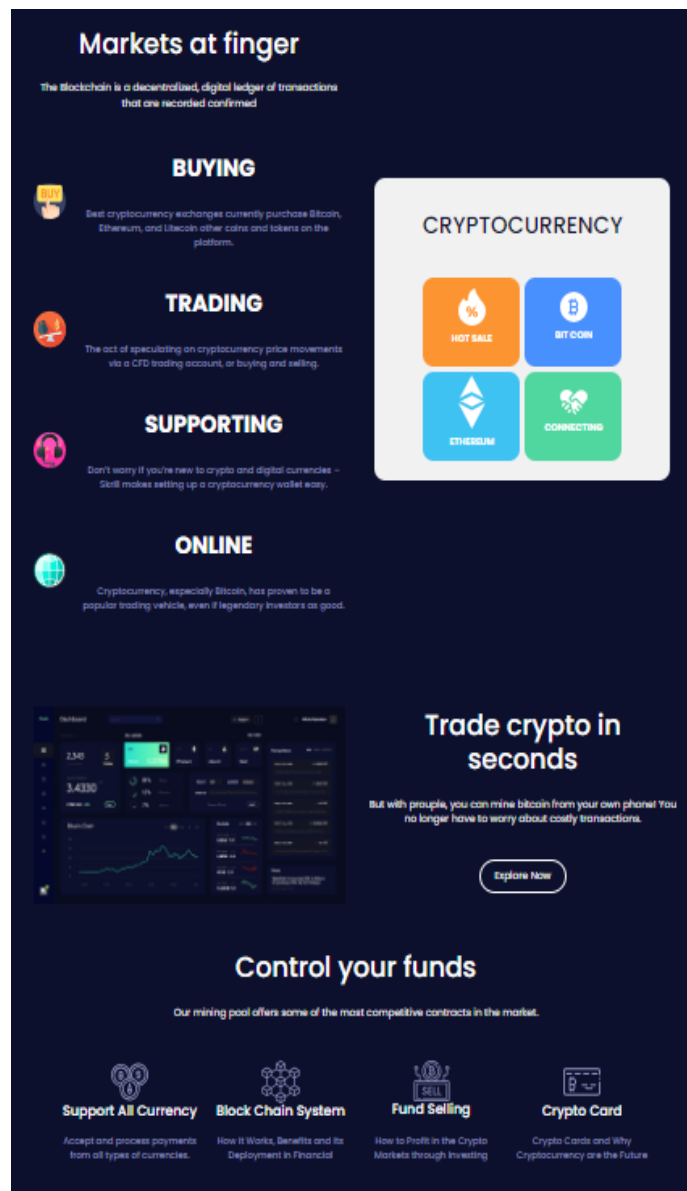 Markets at finger
The Blockchain is a decentralized, digital ledger of transactions
that are recorded confirmed
BUY
BUYING
Best cryptocurrency exchanges currently purchase Bitcoin,
Ethereum, and Litecoin other coins and tokens on the
platform.
TRADING
The act of speculating on cryptocurrency price movements
via a CFD trading account, or buying and selling.
SUPPORTING
Don't worry if you're new to crypto and digital currencies –
Skrill makes setting up a cryptocurrency wallet easy.
ONLINE
Cryptocurrency, especially Bitcoin, has proven to be a
popular trading vehicle, even if legendary investors as good.
CRYPTOCURRENCY
%
HOT SALE
BIT COIN
ETHEREUM
CONNECTING
Dashboard
2,345
5
3.4330
Trade crypto in
seconds
But with prauple, you can mine bitcoin from your own phone! You
no longer have to worry about costly transactions.
Explore Now
Control your funds
Our mining pool offers some of the most competitive contracts in the market.
SELL
Support All Currency
Accept and process payments
from all types of currencies.
Block Chain System
How It Works, Benefits and its
Deployment in Financial
Fund Selling
How to Profit in the Crypto
Markets through Investing
Crypto Card
Crypto Cards and Why
Cryptocurrency are the Future